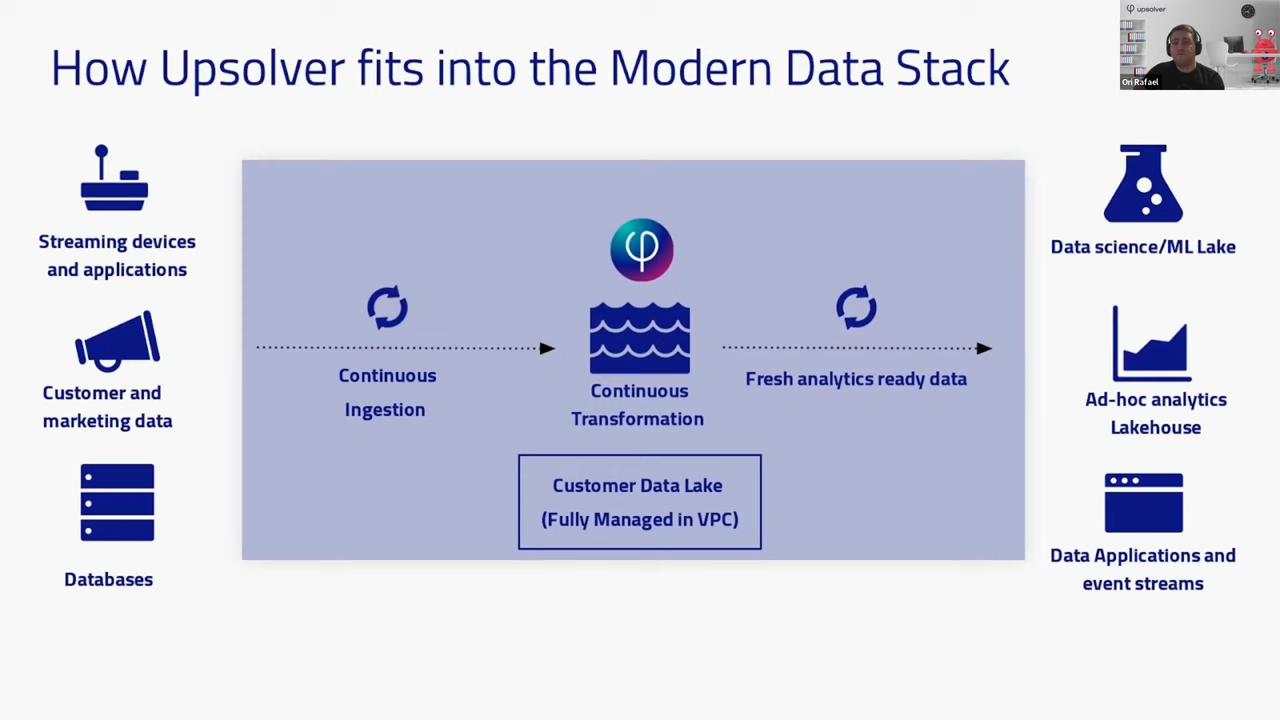 How Upsolver fits into the Modern Data Stack
upsolver
Ori Rafael
Streaming devices
and applications
Customer and
marketing data
Databases
Continuous
Ingestion
Continuous
Transformation
Fresh analytics ready data
Customer Data Lake
(Fully Managed in VPC)
Data science/ML Lake
Ad-hoc analytics
Lakehouse
Data Applications and
event streams